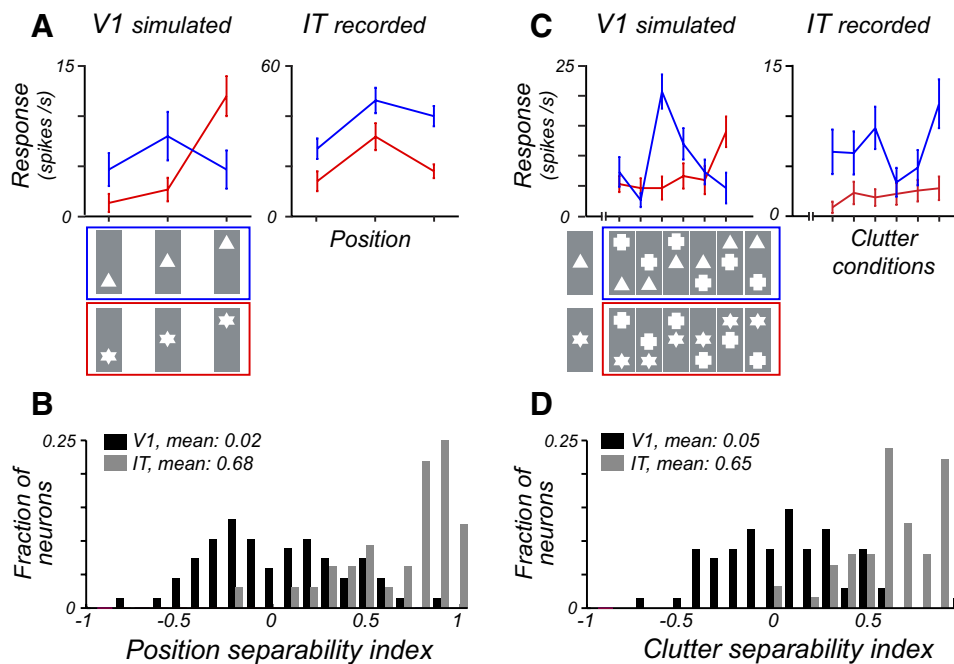 A
V1 simulated
IT recorded
Response
(spikes /s)
15
0
60
0
Position
C
V1 simulated
IT recorded
Response
(spikes /s)
25
0
15
0
Clutter
conditions
B
Fraction of
neurons
0.25
0
V1, mean: 0.02
IT, mean: 0.68
-1
-0.5
0
0.5
1
Position separability index
D
Fraction of
neurons
0.25
0
V1, mean: 0.05
IT, mean: 0.65
-1
-0.5
0
0.5
Clutter separability index